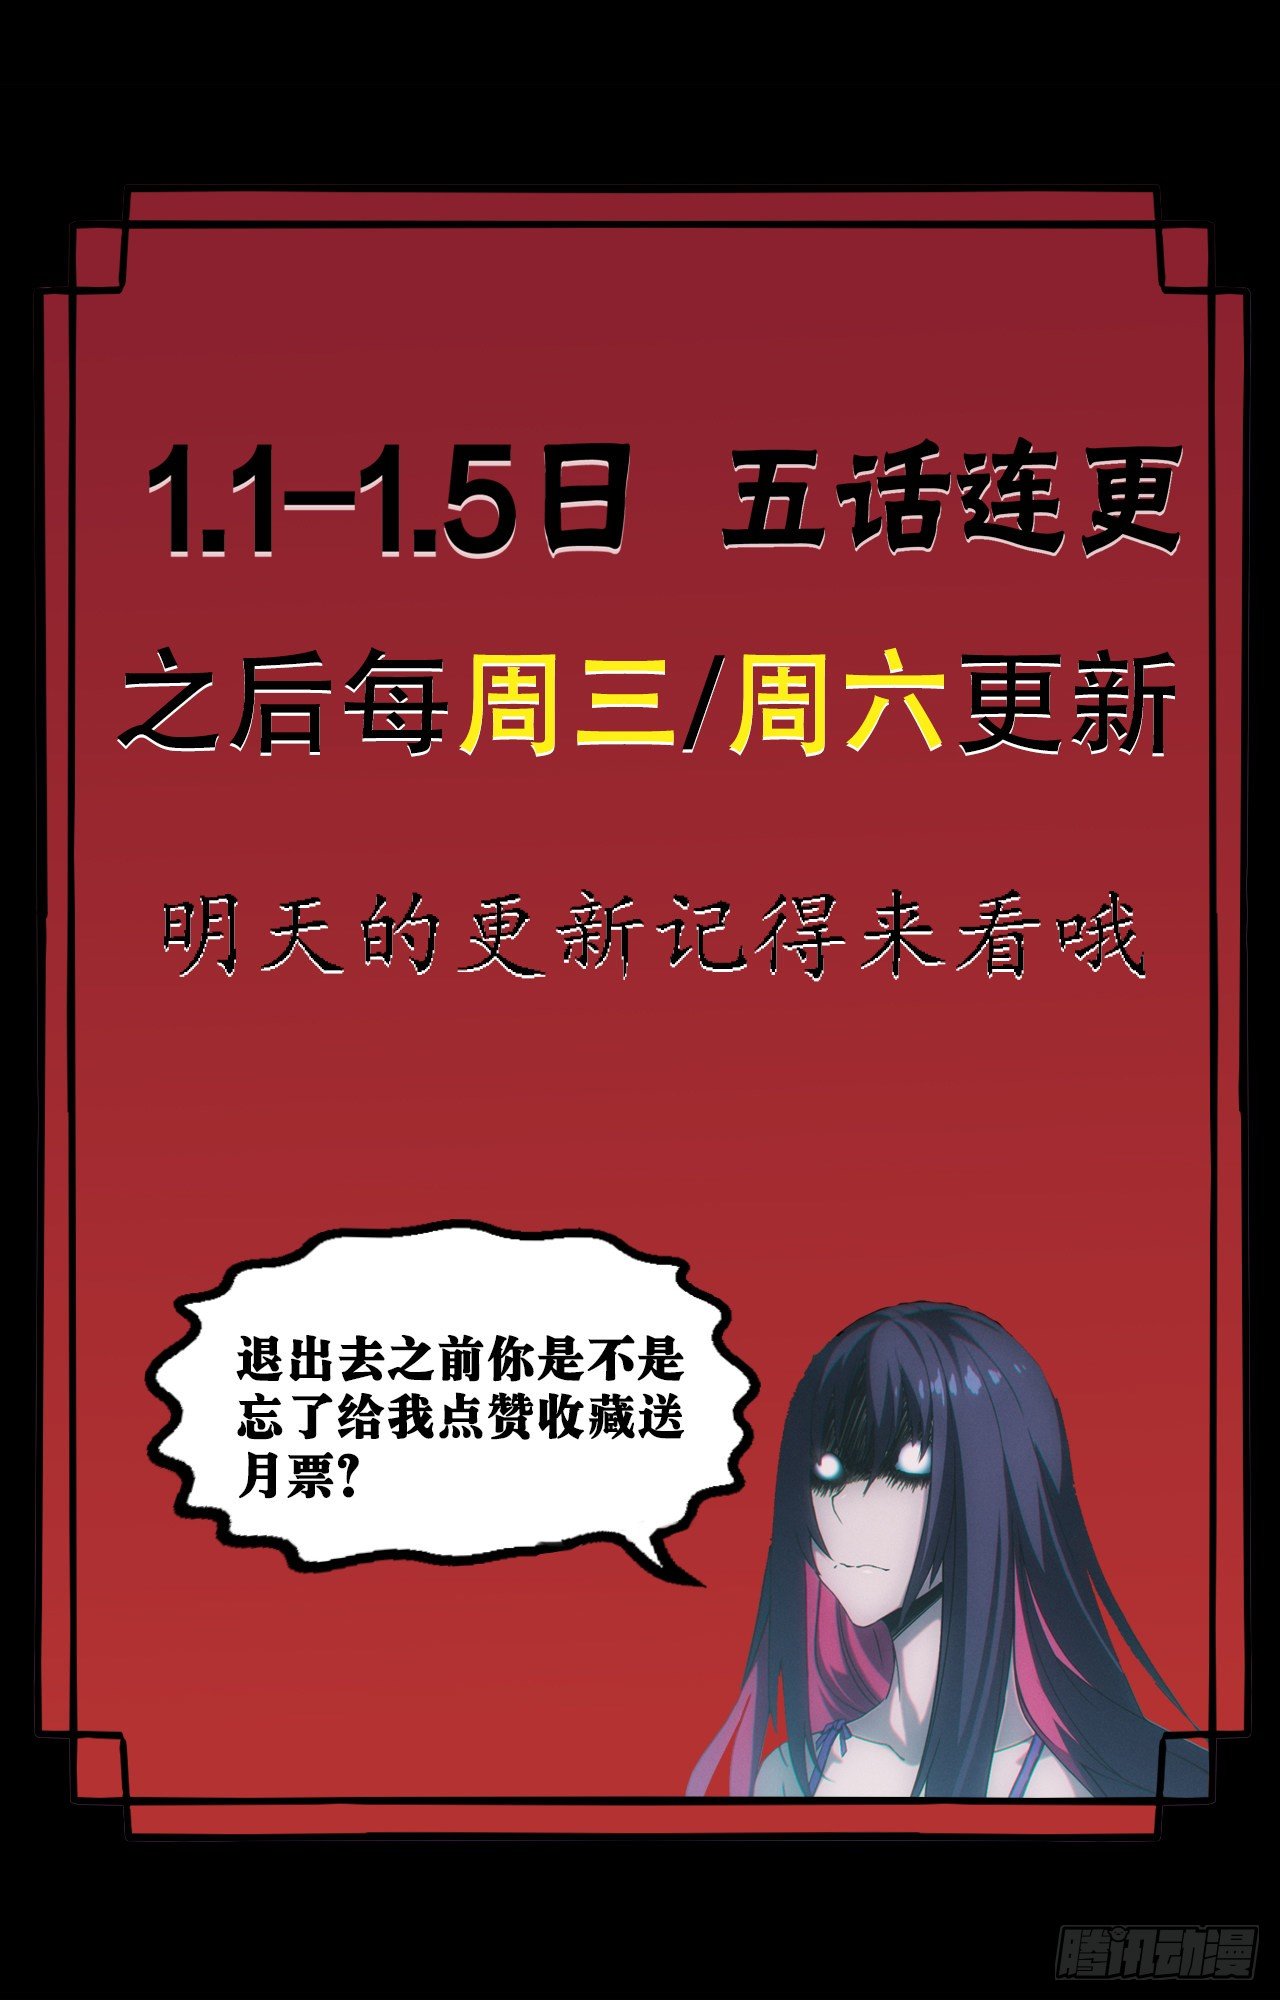 1.1-1.5日 五话连更
之后每周三/周六更新
明天的更新记得来看哦
退出去之前你是不是
忘了给我点赞收藏送
月票？
腾讯动漫